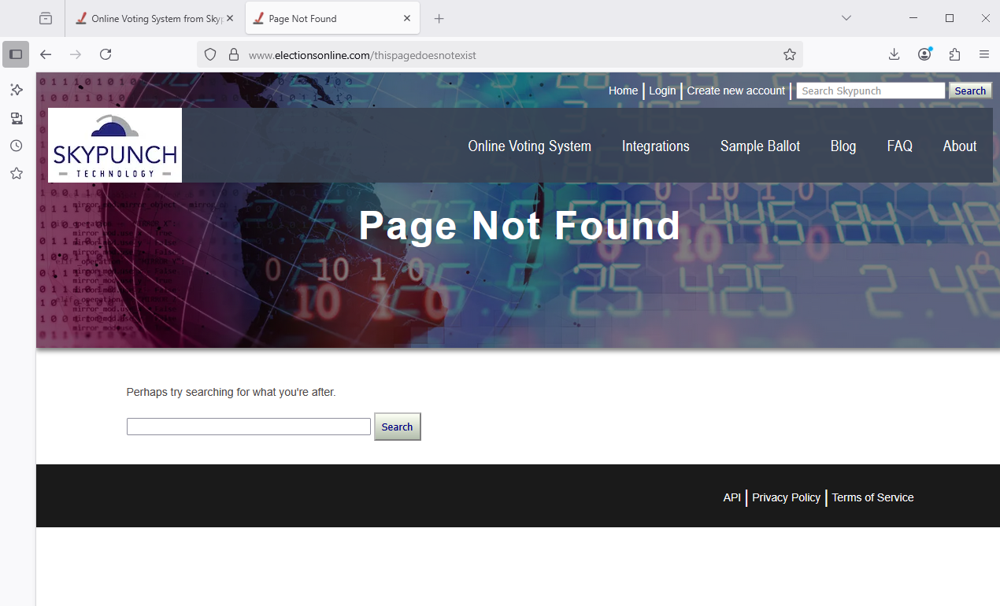 Online Voting System from Sky
Page Not Found
www.electionsonline.com/thispagedoesnotexist
Home | Login | Create new account | Search Skypunch Search
SKYPUNCH
TECHNOLOGY
Online Voting System Integrations Sample Ballot Blog FAQ About
Page Not Found
Perhaps try searching for what you're after.
Search
API | Privacy Policy | Terms of Service